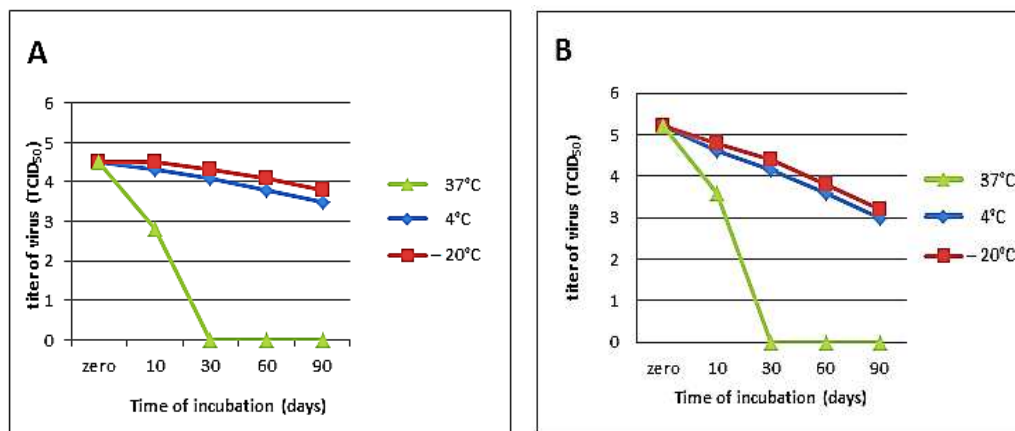 A
titer of virus (TCID₅₀)
6
5
4
3
2
1
0
zero 10 30 60 90
Time of incubation (days)
37°C
4°C
– 20°C
B
titer of virus (TCID₅₀)
6
5
4
3
2
1
0
zero 10 30 60 90
Time of incubation (days)
37°C
4°C
– 20°C